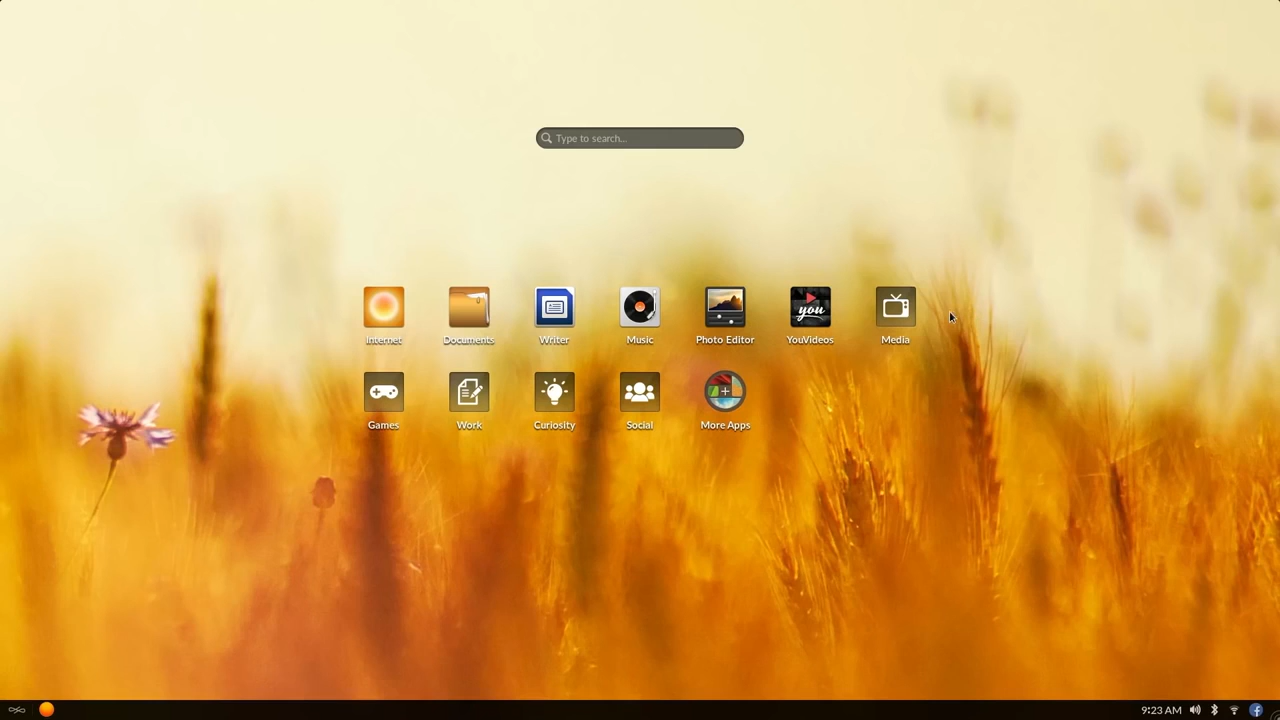 Type to search...
Internet Documents Writer Music Photo Editor YouVideos Media
you
Games Work Curiosity Social More Apps
9:23 AM